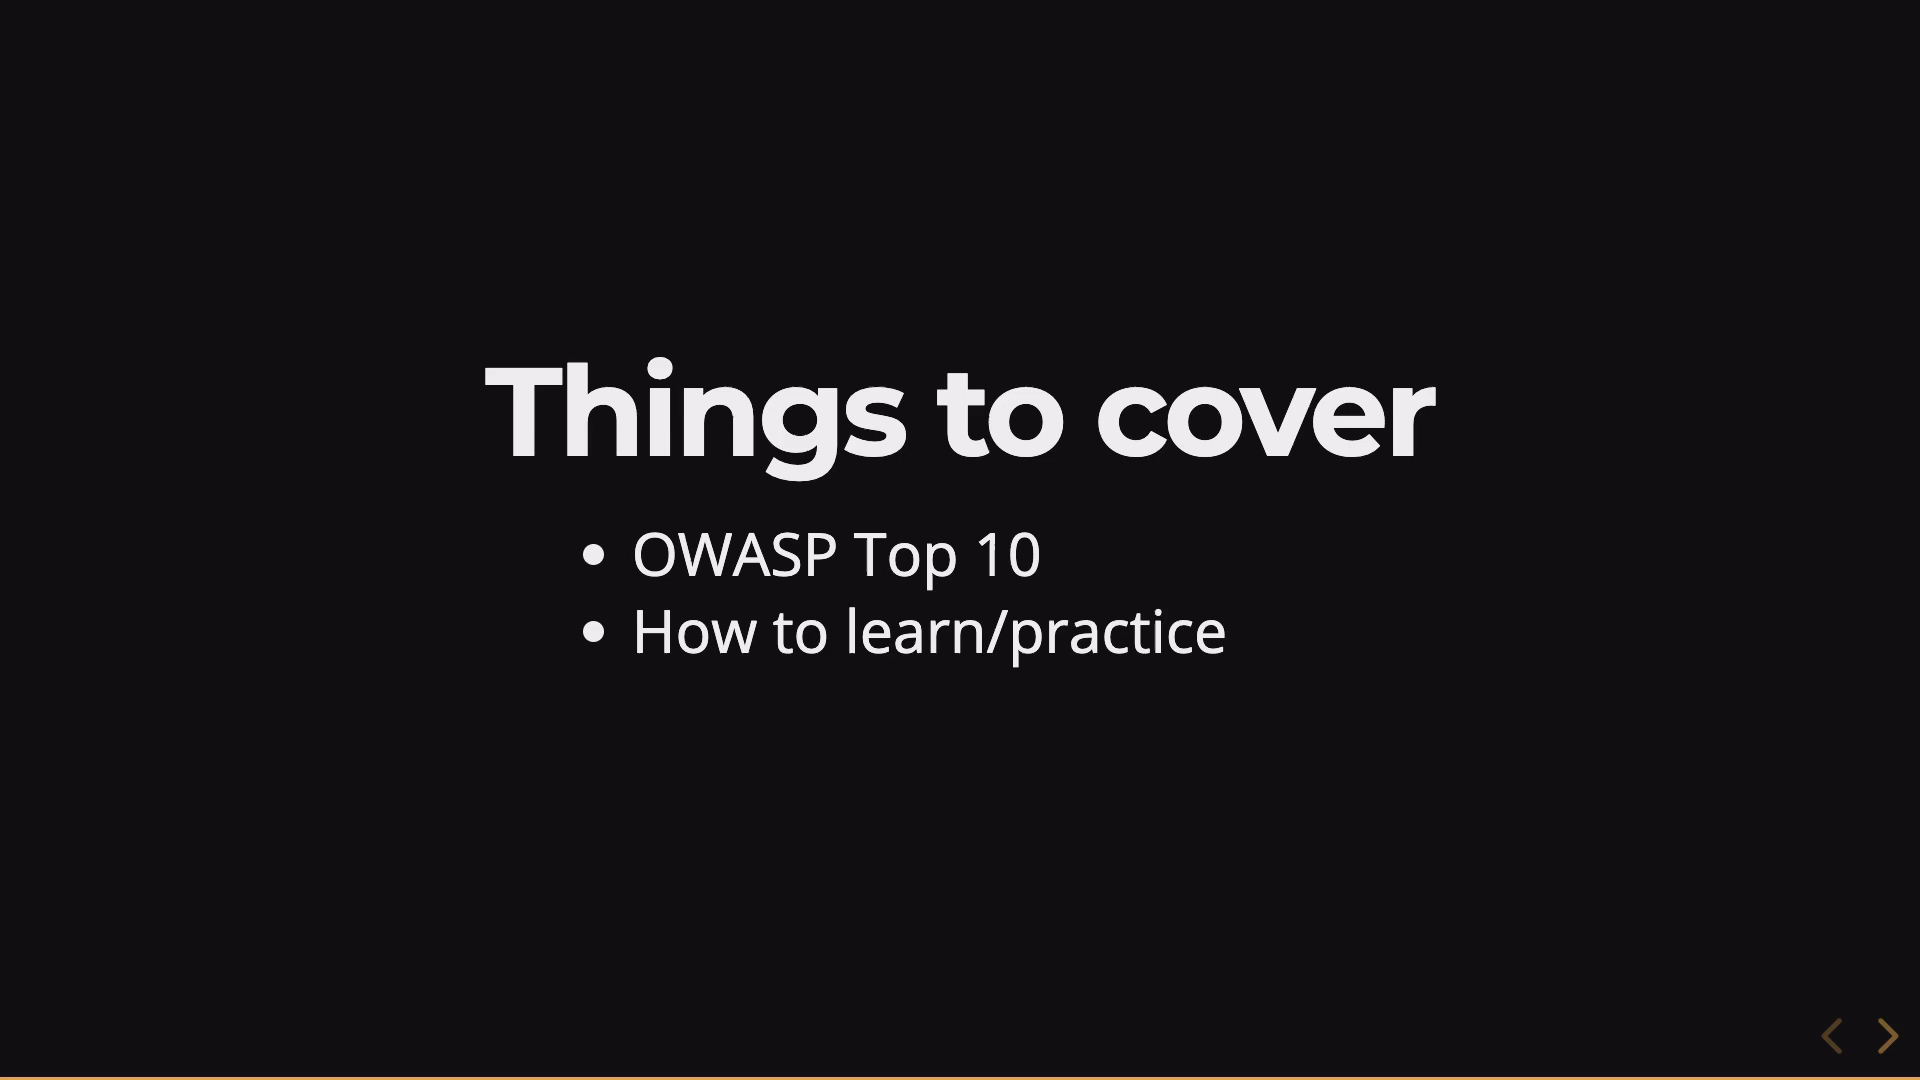 Things to cover
• OWASP Top 10
• How to learn/practice